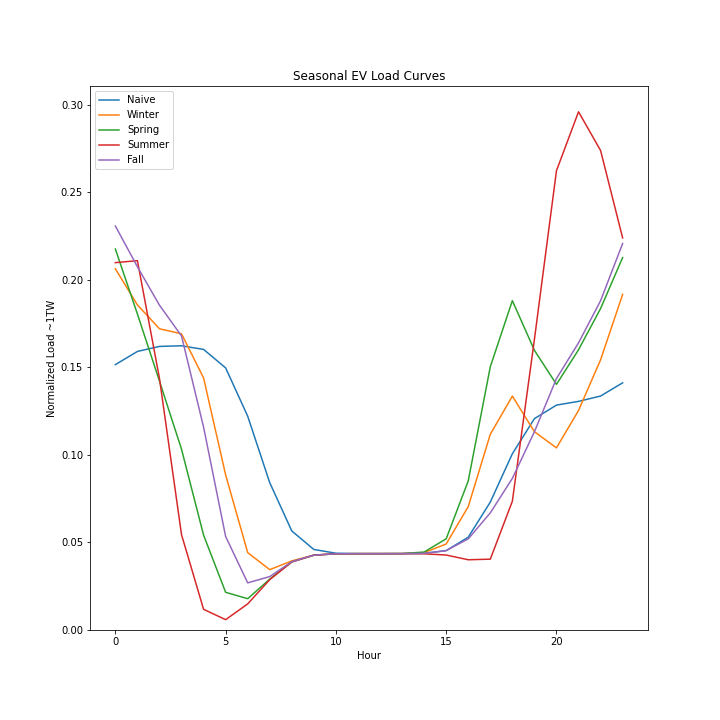 Seasonal EV Load Curves
Naive
Winter
Spring
Summer
Fall
Normalized Load ~1TW
0.30
0.25
0.20
0.15
0.10
0.05
0.00
0 5 10 15 20
Hour